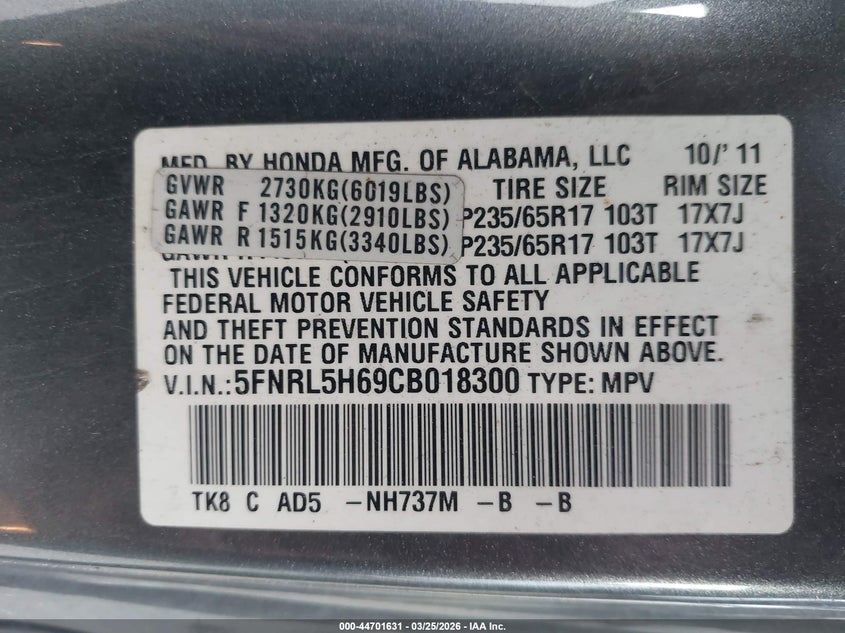 MFD. BY HONDA MFG. OF ALABAMA, LLC 10/'11
GVWR 2730KG(6019LBS) TIRE SIZE RIM SIZE
GAWR F 1320KG(2910LBS) P235/65R17 103T 17X7J
GAWR R 1515KG(3340LBS) P235/65R17 103T 17X7J
THIS VEHICLE CONFORMS TO ALL APPLICABLE
FEDERAL MOTOR VEHICLE SAFETY
AND THEFT PREVENTION STANDARDS IN EFFECT
ON THE DATE OF MANUFACTURE SHOWN ABOVE.
V.I.N.:5FNRL5H69CB018300 TYPE: MPV
TK8 C AD5 -NH737M -B -B
000-44701631 - 03/25/2026 - IAA Inc.